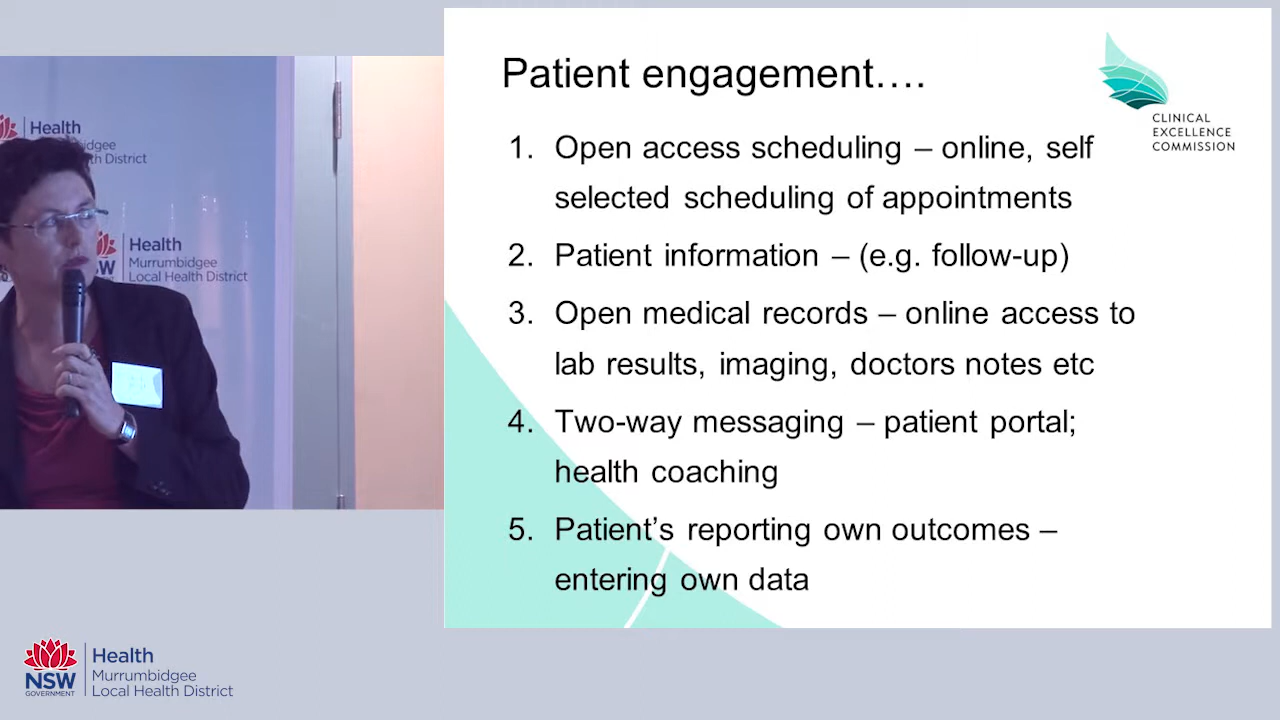 Patient engagement….
CLINICAL
EXCELLENCE
COMMISSION
1. Open access scheduling – online, self
selected scheduling of appointments
2. Patient information – (e.g. follow-up)
3. Open medical records – online access to
lab results, imaging, doctors notes etc
4. Two-way messaging – patient portal;
health coaching
5. Patient’s reporting own outcomes –
entering own data
Health
Health
Murrumbidgee
Local Health District
NSW
GOVERNMENT
Health
Murrumbidgee
Local Health District